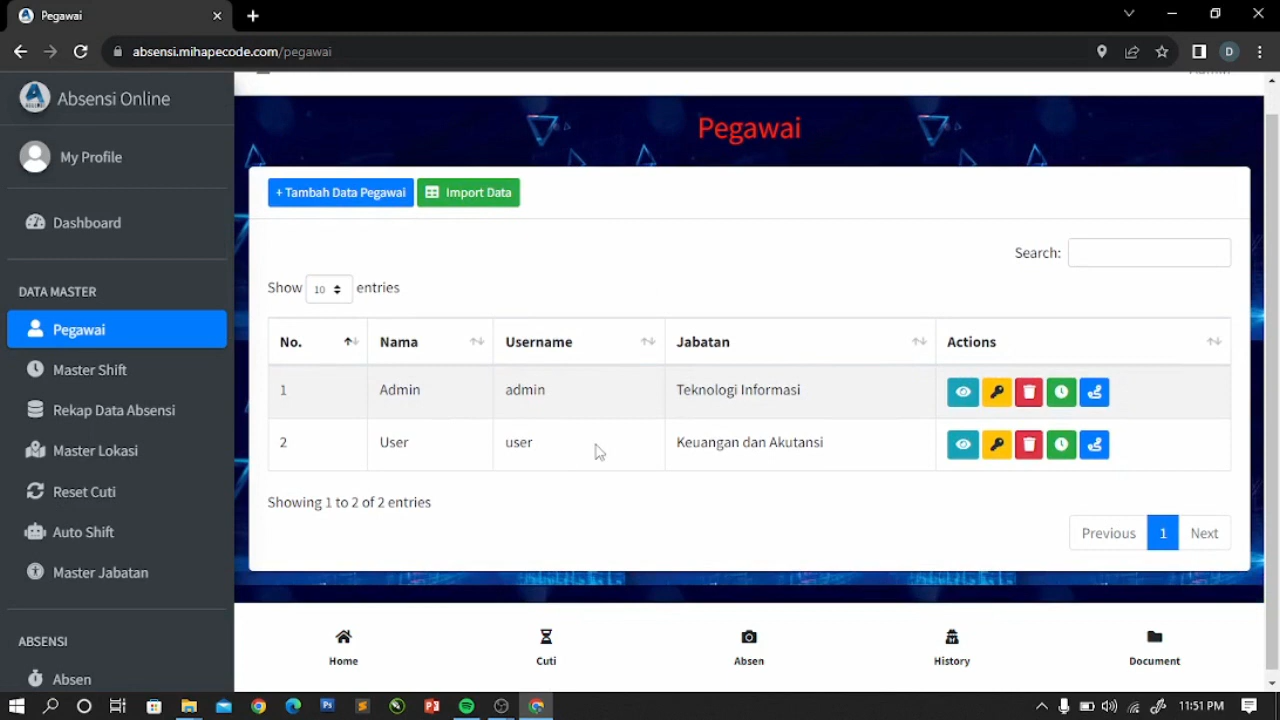 Pegawai
absensi.mihapecode.com/pegawai
D
Absensi Online
My Profile
Dashboard
DATA MASTER
Pegawai
Master Shift
Rekap Data Absensi
Master Lokasi
Reset Cuti
Auto Shift
Master Jabatan
ABSENSI
Absen
Pegawai
+ Tambah Data Pegawai Import Data
Search:
Show 10 entries
No. Nama Username Jabatan Actions
1 Admin admin Teknologi Informasi
2 User user Keuangan dan Akutansi
Showing 1 to 2 of 2 entries
Previous 1 Next
Home Cuti Absen History Document
11:51 PM